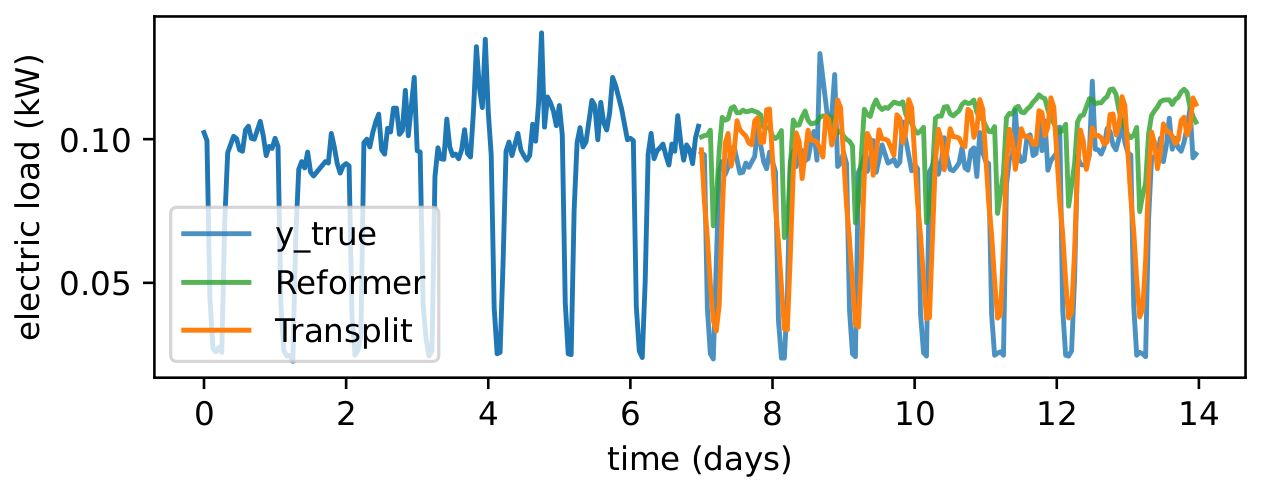 electric load (kW)
0.10
0.05
y_true
Reformer
Transplit
0 2 4 6 8 10 12 14
time (days)